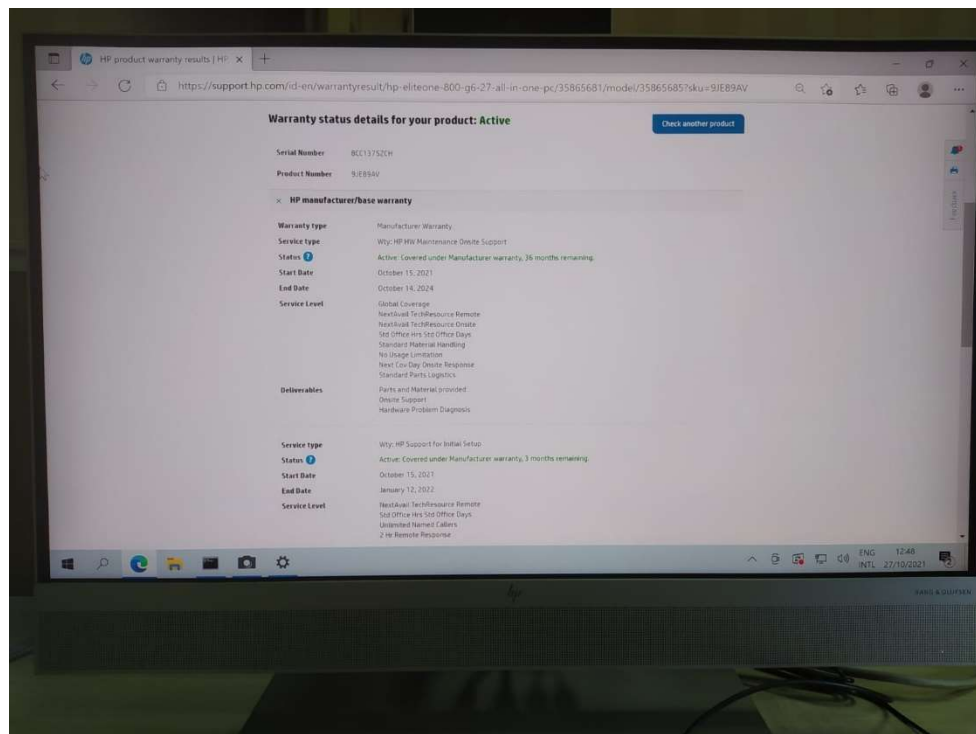 HP product warranty results | HP
https://support.hp.com/id-en/warrantyresult/hp-eliteone-800-g6-27-all-in-one-pc/35865681/model/35865685?sku=9JE89AV
Warranty status details for your product: Active
Check another product
Serial Number 8CC13752CH
Product Number 9JE89AV
HP manufacturer/base warranty
Warranty type Manufacturer Warranty
Service type Wty: HP HW Maintenance Onsite Support
Status ? Active: Covered under Manufacturer warranty, 36 months remaining.
Start Date October 15, 2021
End Date October 14, 2024
Service Level Global Coverage
NextAvail TechResource Remote
NextAvail TechResource Onsite
Std Office Hrs Std Office Days
Standard Material Handling
No Usage Limitation
Next Cov Day Onsite Response
Standard Parts Logistics
Deliverables Parts and Material provided
Onsite Support
Hardware Problem Diagnosis
Service type Wty: HP Support for Initial Setup
Status ? Active: Covered under Manufacturer warranty, 3 months remaining.
Start Date October 15, 2021
End Date January 12, 2022
Service Level NextAvail TechResource Remote
Std Office Hrs Std Office Days
Unlimited Named Callers
2 Hr Remote Response
Feedback
ENG 12:48
INTL 27/10/2021
hp
BANG & OLUFSEN